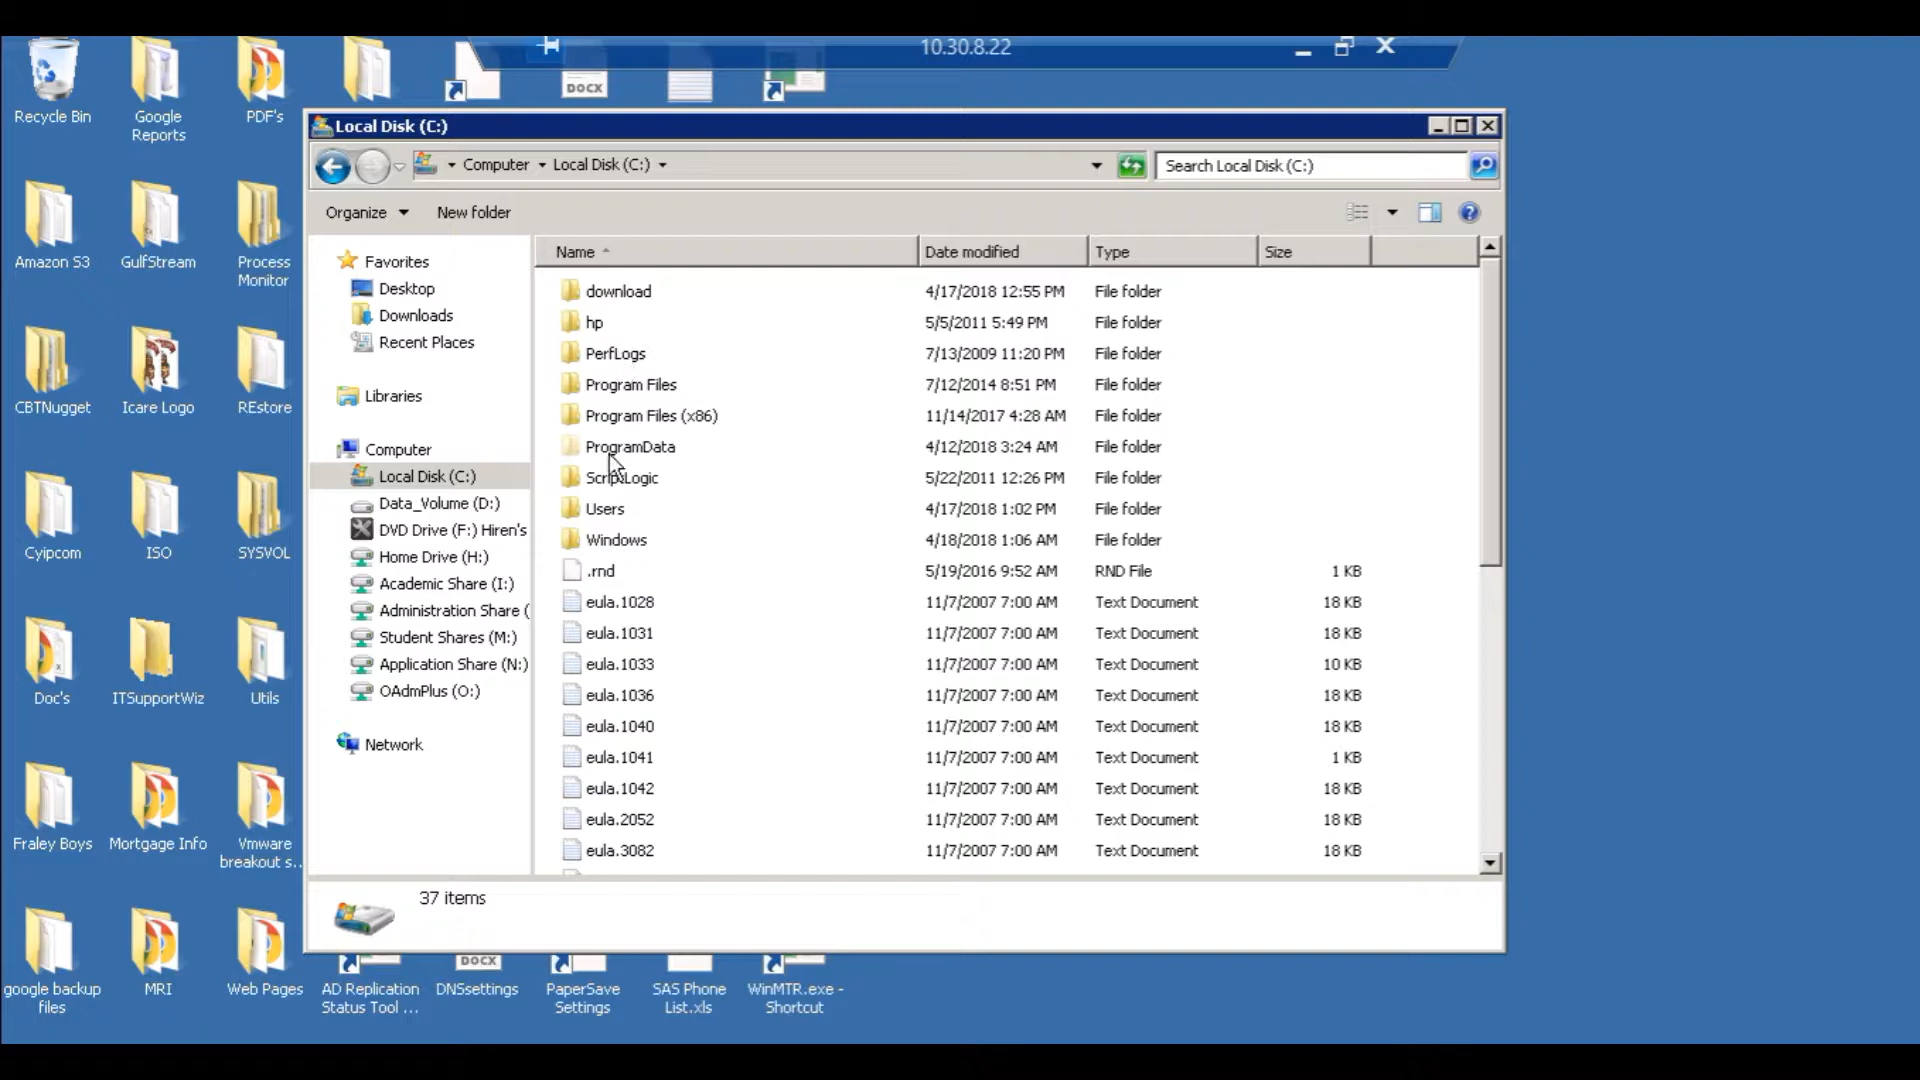 10.30.8.22
Recycle Bin
Google
Reports
PDF's
DOCX
Amazon S3
GulfStream
Process
Monitor
CBTNugget
Icare Logo
REstore
Cyipcom
ISO
SYSVOL
Doc's
ITSupportWiz
Utils
Fraley Boys
Mortgage Info
Vmware
breakout s...
google backup
files
MRI
Web Pages
AD Replication
Status Tool ...
DOCX
DNSsettings
PaperSave
Settings
SAS Phone
List.xls
WinMTR.exe -
Shortcut
Local Disk (C:)
Computer Local Disk (C:)
Search Local Disk (C:)
Organize New folder
Favorites
Desktop
Downloads
Recent Places
Libraries
Computer
Local Disk (C:)
Data_Volume (D:)
DVD Drive (F:) Hiren's
Home Drive (H:)
Academic Share (I:)
Administration Share (
Student Shares (M:)
Application Share (N:)
OAdmPlus (O:)
Network
Name Date modified Type Size
download 4/17/2018 12:55 PM File folder
hp 5/5/2011 5:49 PM File folder
PerfLogs 7/13/2009 11:20 PM File folder
Program Files 7/12/2014 8:51 PM File folder
Program Files (x86) 11/14/2017 4:28 AM File folder
ProgramData 4/12/2018 3:24 AM File folder
ScriptLogic 5/22/2011 12:26 PM File folder
Users 4/17/2018 1:02 PM File folder
Windows 4/18/2018 1:06 AM File folder
.rnd 5/19/2016 9:52 AM RND File 1 KB
eula.1028 11/7/2007 7:00 AM Text Document 18 KB
eula.1031 11/7/2007 7:00 AM Text Document 18 KB
eula.1033 11/7/2007 7:00 AM Text Document 10 KB
eula.1036 11/7/2007 7:00 AM Text Document 18 KB
eula.1040 11/7/2007 7:00 AM Text Document 18 KB
eula.1041 11/7/2007 7:00 AM Text Document 1 KB
eula.1042 11/7/2007 7:00 AM Text Document 18 KB
eula.2052 11/7/2007 7:00 AM Text Document 18 KB
eula.3082 11/7/2007 7:00 AM Text Document 18 KB
37 items